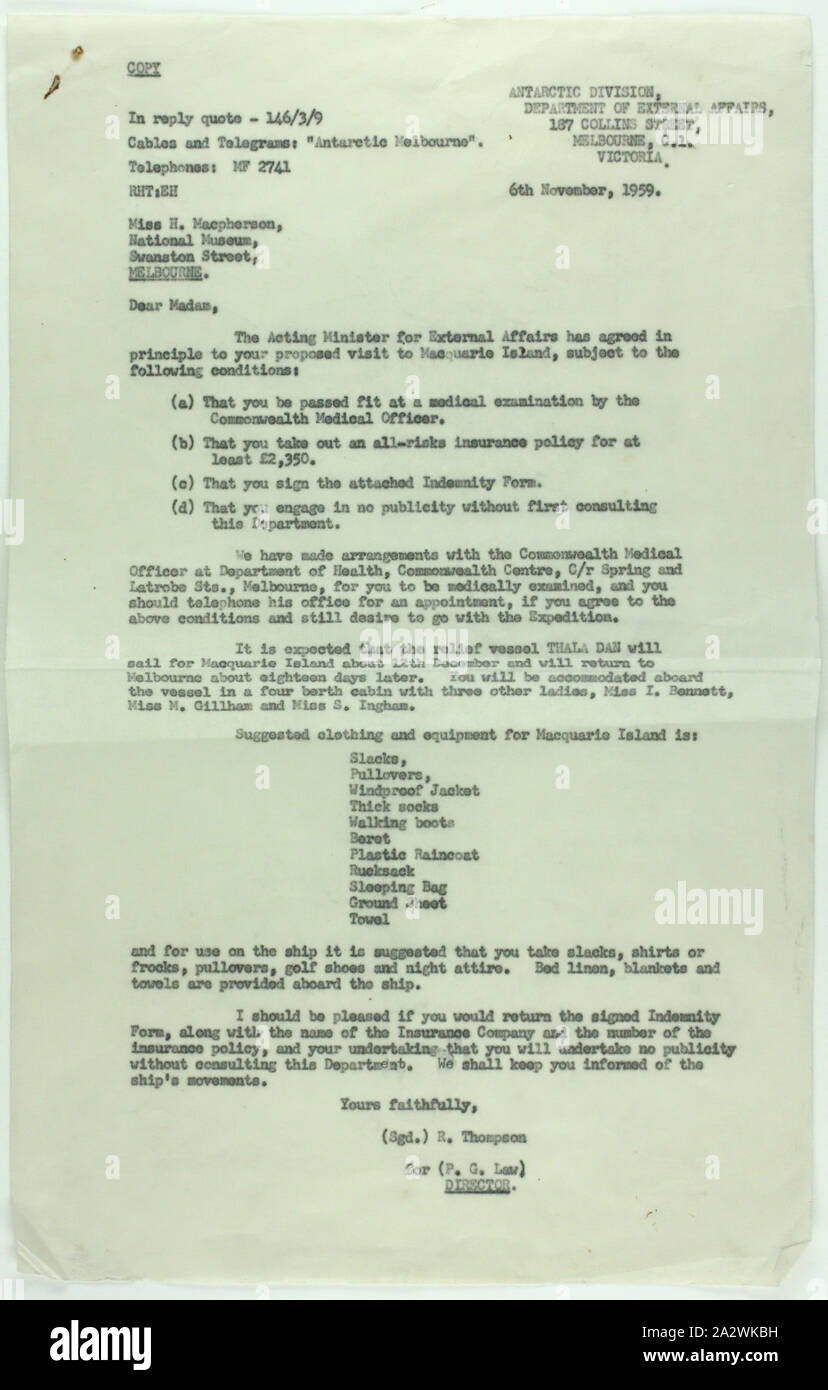 COPY
ANTARCTIC DIVISION,
DEPARTMENT OF EXTERNAL AFFAIRS,
187 COLLINS STREET,
MELBOURNE, C.1.
VICTORIA.
In reply quote - 146/3/9
Cables and Telegrams: "Antarctic Melbourne".
Telephones: MF 2741
RHT:EH
6th November, 1959.
Miss H. Macpherson,
National Museum,
Swanston Street,
MELBOURNE.
Dear Madam,
The Acting Minister for External Affairs has agreed in
principle to your proposed visit to Macquarie Island, subject to the
following conditions:
(a) That you be passed fit at a medical examination by the
Commonwealth Medical Officer.
(b) That you take out an all-risks insurance policy for at
least £2,350.
(c) That you sign the attached Indemnity Form.
(d) That you engage in no publicity without first consulting
this Department.
We have made arrangements with the Commonwealth Medical
Officer at Department of Health, Commonwealth Centre, C/r Spring and
Latrobe Sts., Melbourne, for you to be medically examined, and you
should telephone his office for an appointment, if you agree to the
above conditions and still desire to go with the Expedition.
It is expected that the relief vessel THALA DAN will
sail for Macquarie Island about 12th December and will return to
Melbourne about eighteen days later. You will be accommodated aboard
the vessel in a four berth cabin with three other ladies, Miss I. Bennett,
Miss M. Gillham and Miss S. Ingham.
Suggested clothing and equipment for Macquarie Island is:
Slacks,
Pullovers,
Windproof Jacket
Thick socks
Walking boots
Beret
Plastic Raincoat
Rucksack
Sleeping Bag
Ground Sheet
Towel
and for use on the ship it is suggested that you take slacks, shirts or
frocks, pullovers, golf shoes and night attire. Bed linen, blankets and
towels are provided aboard the ship.
I should be pleased if you would return the signed Indemnity
Form, along with the name of the Insurance Company and the number of the
insurance policy, and your undertaking that you will undertake no publicity
without consulting this Department. We shall keep you informed of the
ship's movements.
Yours faithfully,
(Sgd.) R. Thompson
for (P. G. Law)
DIRECTOR.
alamy
alamy
alamy
Image ID: 2A2WKBH
www.alamy.com